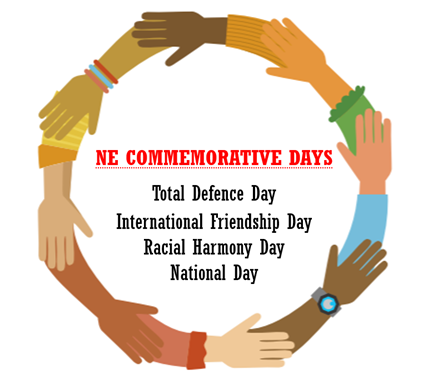 NE COMMEMORATIVE DAYS
Total Defence Day
International Friendship Day
Racial Harmony Day
National Day